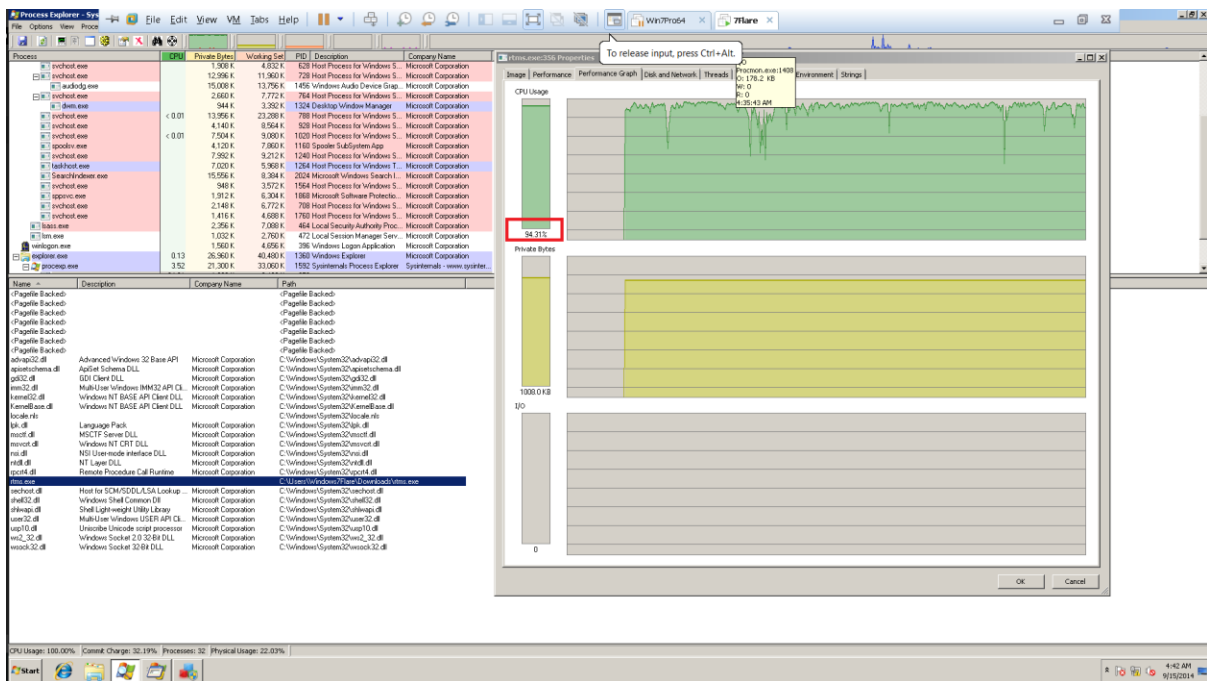 Process Explorer - Sys
File Edit View VM Tabs Help
Win7Pro64
7Flare
File Options View Proce
To release input, press Ctrl+Alt.
Process CPU Private Bytes Working Set PID Description Company Name
svchost.exe 1,908 K 4,832 K 628 Host Process for Windows S... Microsoft Corporation
svchost.exe 12,996 K 11,960 K 728 Host Process for Windows S... Microsoft Corporation
audiodg.exe 15,008 K 13,756 K 1456 Windows Audio Device Grap... Microsoft Corporation
svchost.exe 2,660 K 7,772 K 764 Host Process for Windows S... Microsoft Corporation
dwm.exe 944 K 3,392 K 1324 Desktop Window Manager Microsoft Corporation
svchost.exe < 0.01 13,956 K 23,288 K 788 Host Process for Windows S... Microsoft Corporation
svchost.exe 4,140 K 8,564 K 928 Host Process for Windows S... Microsoft Corporation
svchost.exe < 0.01 7,504 K 9,080 K 1020 Host Process for Windows S... Microsoft Corporation
spoolsv.exe 4,120 K 7,860 K 1160 Spooler SubSystem App Microsoft Corporation
svchost.exe 7,992 K 9,212 K 1240 Host Process for Windows S... Microsoft Corporation
taskhost.exe 7,020 K 5,968 K 1264 Host Process for Windows T... Microsoft Corporation
SearchIndexer.exe 15,556 K 8,384 K 2024 Microsoft Windows Search I... Microsoft Corporation
svchost.exe 948 K 3,572 K 1564 Host Process for Windows S... Microsoft Corporation
sppsvc.exe 1,912 K 6,304 K 1868 Microsoft Software Protectio... Microsoft Corporation
svchost.exe 2,148 K 6,772 K 708 Host Process for Windows S... Microsoft Corporation
svchost.exe 1,416 K 4,688 K 1760 Host Process for Windows S... Microsoft Corporation
lsass.exe 2,356 K 7,088 K 464 Local Security Authority Proc... Microsoft Corporation
lsm.exe 1,032 K 2,760 K 472 Local Session Manager Serv... Microsoft Corporation
winlogon.exe 1,560 K 4,656 K 396 Windows Logon Application Microsoft Corporation
explorer.exe 0.13 26,960 K 40,480 K 1360 Windows Explorer Microsoft Corporation
procexp.exe 3.52 21,300 K 33,060 K 1592 Sysinternals Process Explorer Sysinternals - www.sysinter...
Name Description Company Name Path
<Pagefile Backed> <Pagefile Backed>
<Pagefile Backed> <Pagefile Backed>
<Pagefile Backed> <Pagefile Backed>
<Pagefile Backed> <Pagefile Backed>
<Pagefile Backed> <Pagefile Backed>
<Pagefile Backed> <Pagefile Backed>
<Pagefile Backed> <Pagefile Backed>
advapi32.dll Advanced Windows 32 Base API Microsoft Corporation C:\Windows\System32\advapi32.dll
apisetschema.dll ApiSet Schema DLL Microsoft Corporation C:\Windows\System32\apisetschema.dll
gdi32.dll GDI Client DLL Microsoft Corporation C:\Windows\System32\gdi32.dll
imm32.dll Multi-User Windows IMM32 API Cli... Microsoft Corporation C:\Windows\System32\imm32.dll
kernel32.dll Windows NT BASE API Client DLL Microsoft Corporation C:\Windows\System32\kernel32.dll
KernelBase.dll Windows NT BASE API Client DLL Microsoft Corporation C:\Windows\System32\KernelBase.dll
locale.nls C:\Windows\System32\locale.nls
lpk.dll Language Pack Microsoft Corporation C:\Windows\System32\lpk.dll
msctf.dll MSCTF Server DLL Microsoft Corporation C:\Windows\System32\msctf.dll
msvcrt.dll Windows NT CRT DLL Microsoft Corporation C:\Windows\System32\msvcrt.dll
nsi.dll NSI User-mode interface DLL Microsoft Corporation C:\Windows\System32\nsi.dll
ntdll.dll NT Layer DLL Microsoft Corporation C:\Windows\System32\ntdll.dll
rpcrt4.dll Remote Procedure Call Runtime Microsoft Corporation C:\Windows\System32\rpcrt4.dll
rtms.exe C:\Users\Windows7Flare\Downloads\rtms.exe
sechost.dll Host for SCM/SDDL/LSA Lookup ... Microsoft Corporation C:\Windows\System32\sechost.dll
shell32.dll Windows Shell Common Dll Microsoft Corporation C:\Windows\System32\shell32.dll
shlwapi.dll Shell Light-weight Utility Library Microsoft Corporation C:\Windows\System32\shlwapi.dll
user32.dll Multi-User Windows USER API Cli... Microsoft Corporation C:\Windows\System32\user32.dll
usp10.dll Uniscribe Unicode script processor Microsoft Corporation C:\Windows\System32\usp10.dll
ws2_32.dll Windows Socket 2.0 32-Bit DLL Microsoft Corporation C:\Windows\System32\ws2_32.dll
wsock32.dll Windows Socket 32-Bit DLL Microsoft Corporation C:\Windows\System32\wsock32.dll
rtms.exe:356 Properties
Image Performance Performance Graph Disk and Network Threads Environment Strings
Procmon.exe:1408
O: 178.2 KB
W: 0
R: 0
4:35:43 AM
CPU Usage
94.31%
Private Bytes
1008.0 KB
I/O
0
OK Cancel
CPU Usage: 100.00% Commit Charge: 32.19% Processes: 32 Physical Usage: 22.03%
Start
4:42 AM
9/15/2014